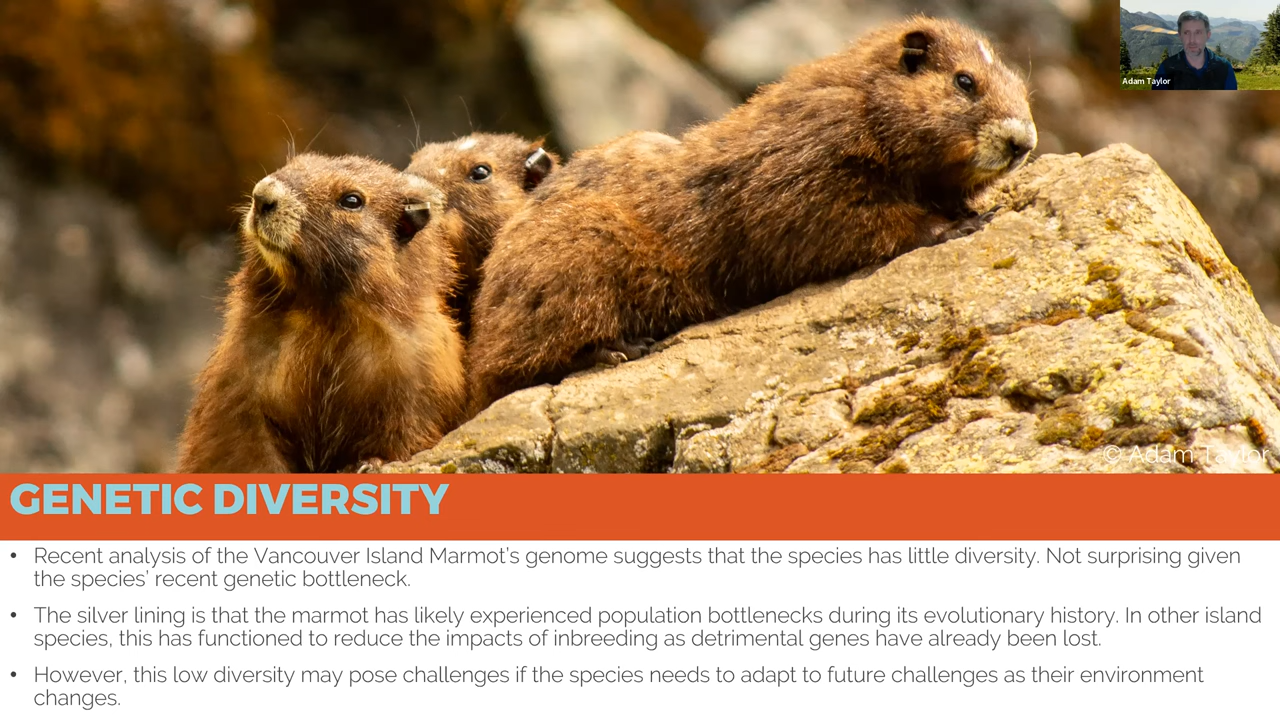 Adam Taylor
© Adam Taylor
GENETIC DIVERSITY
• Recent analysis of the Vancouver Island Marmot’s genome suggests that the species has little diversity. Not surprising given
the species’ recent genetic bottleneck.
• The silver lining is that the marmot has likely experienced population bottlenecks during its evolutionary history. In other island
species, this has functioned to reduce the impacts of inbreeding as detrimental genes have already been lost.
• However, this low diversity may pose challenges if the species needs to adapt to future challenges as their environment
changes.